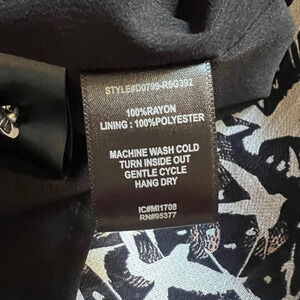 STYLE#D0799-R6G392
100%RAYON
LINING : 100%POLYESTER
MACHINE WASH COLD
TURN INSIDE OUT
GENTLE CYCLE
HANG DRY
IC#MI1708
RN#95377